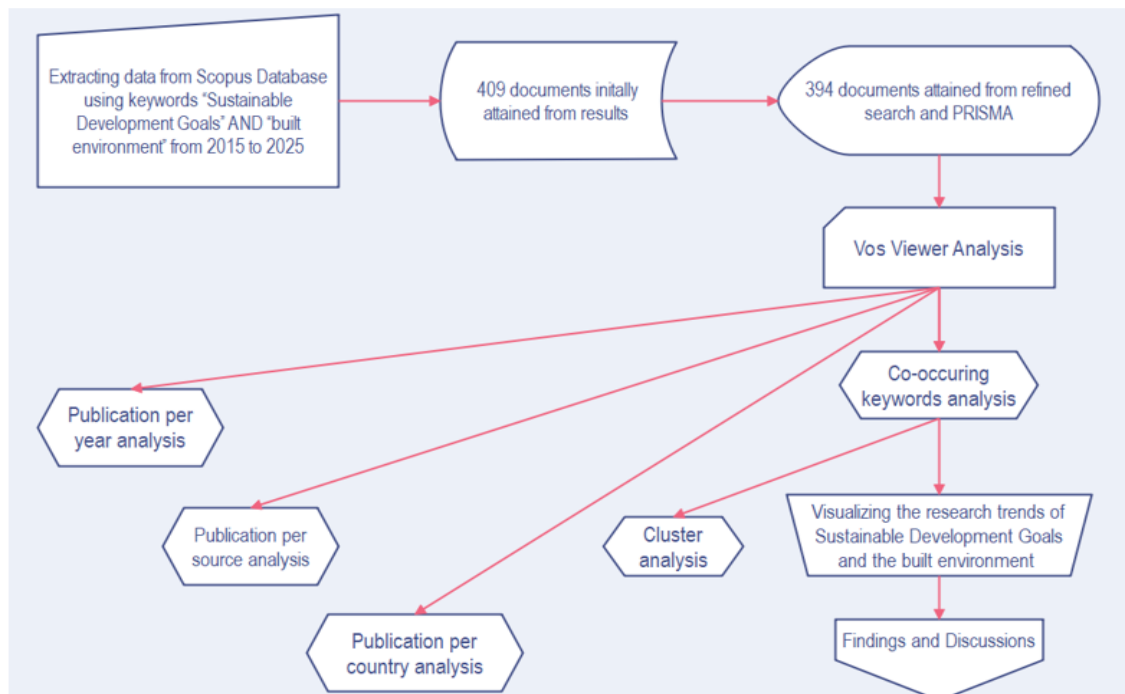 Extracting data from Scopus Database
using keywords “Sustainable
Development Goals” AND “built
environment” from 2015 to 2025
409 documents initally
attained from results
394 documents attained from refined
search and PRISMA
Vos Viewer Analysis
Co-occuring
keywords analysis
Publication per
year analysis
Publication per
source analysis
Cluster
analysis
Visualizing the research trends of
Sustainable Development Goals
and the built environment
Publication per
country analysis
Findings and Discussions